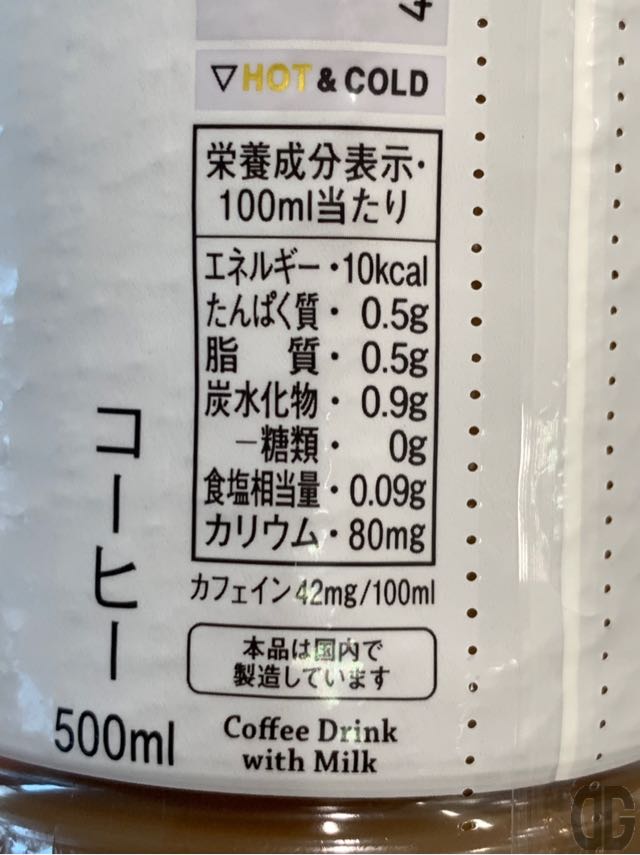 ▽HOT&COLD
栄養成分表示・
100ml当たり
エネルギー・10kcal
たんぱく質・0.5g
脂質・0.5g
炭水化物・0.9g
−糖類・0g
食塩相当量・0.09g
カリウム・80mg
カフェイン42mg/100ml
本品は国内で
製造しています
Coffee Drink
with Milk
コーヒー
500ml
DG